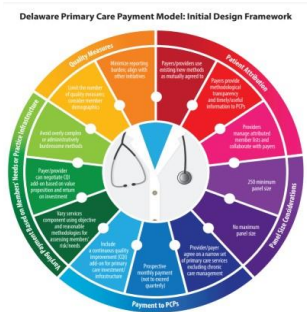 Delaware Primary Care Payment Model: Initial Design Framework
Quality Measures
Minimize reporting
burden; align with
other initiatives
Limit the number
of quality measures;
consider member
demographics
Patient Attribution
Payers/providers use
existing/new methods
as mutually agreed to
Payers provide
methodological
transparency
and timely/useful
information to PCPs
Providers
manage attributed
member lists and
collaborate with payers
Panel Size Considerations
250 minimum
panel size
No maximum
panel size
Payment to PCPs
Providers/payer
agree on a narrow set
of primary care services
including chronic
care management
Prospective
monthly payment
(not to exceed
quarterly)
Include
a continuous quality
improvement (CQI)
add-on for primary
care investment/
infrastructure
Varying Payment Based on Members' Needs or Practice Infrastructure
Vary services
component using objective
and reasonable
methodologies for
assessing members'
risk/needs
Payer/provider
can negotiate CQI
add-on based on value
proposition and return
on investment
Avoid overly complex
or administratively
burdensome methods